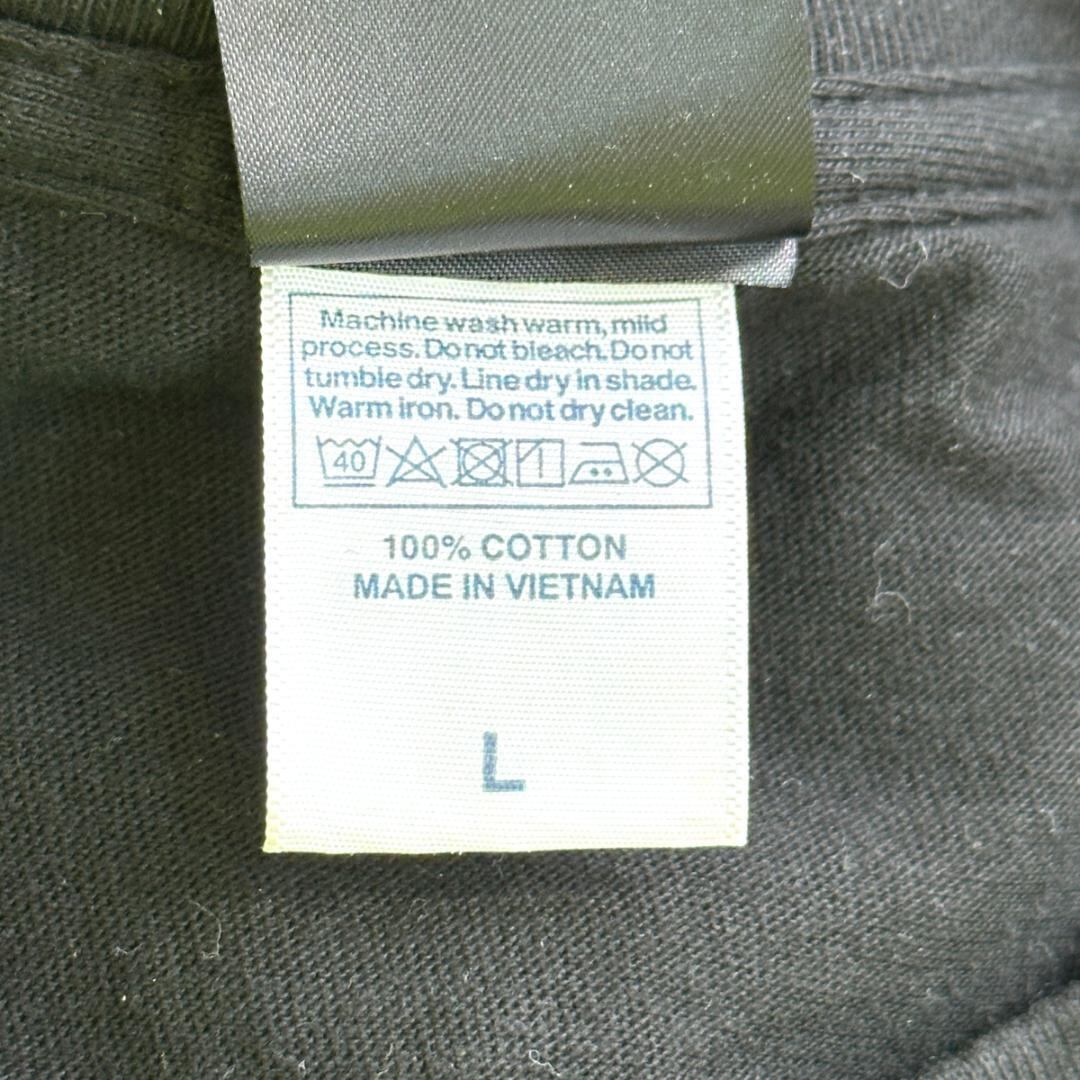 Machine wash warm, mild
process. Do not bleach. Do not
tumble dry. Line dry in shade.
Warm iron. Do not dry clean.
40
100% COTTON
MADE IN VIETNAM
L